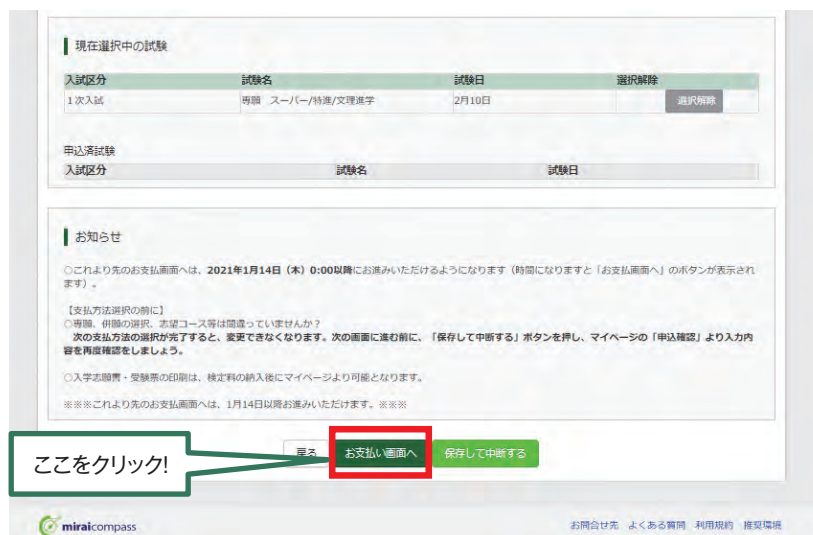 現在選択中の試験
入試区分 試験名 試験日 選択解除
1次入試 専願 スーパー/特進/文理進学 2月10日 選択解除
申込済試験
入試区分 試験名 試験日
お知らせ
○これより先のお支払画面へは、2021年1月14日（木）0:00以降にお進みいただけるようになります（時間になりますと「お支払画面へ」のボタンが表示され
ます）。
【支払方法選択の前に】
○専願、併願の選択、志望コース等は間違っていませんか？
次の支払方法の選択が完了すると、変更できなくなります。次の画面に進む前に、「保存して中断する」ボタンを押し、マイページの「申込確認」より入力内
容を再度確認をしましょう。
○入学志願書・受験票の印刷は、検定料の納入後にマイページより可能となります。
※※※これより先のお支払画面へは、1月14日以降お進みいただけます。※※※
ここをクリック!
戻る お支払い画面へ 保存して中断する
miraicompass お問合せ先 よくある質問 利用規約 推奨環境